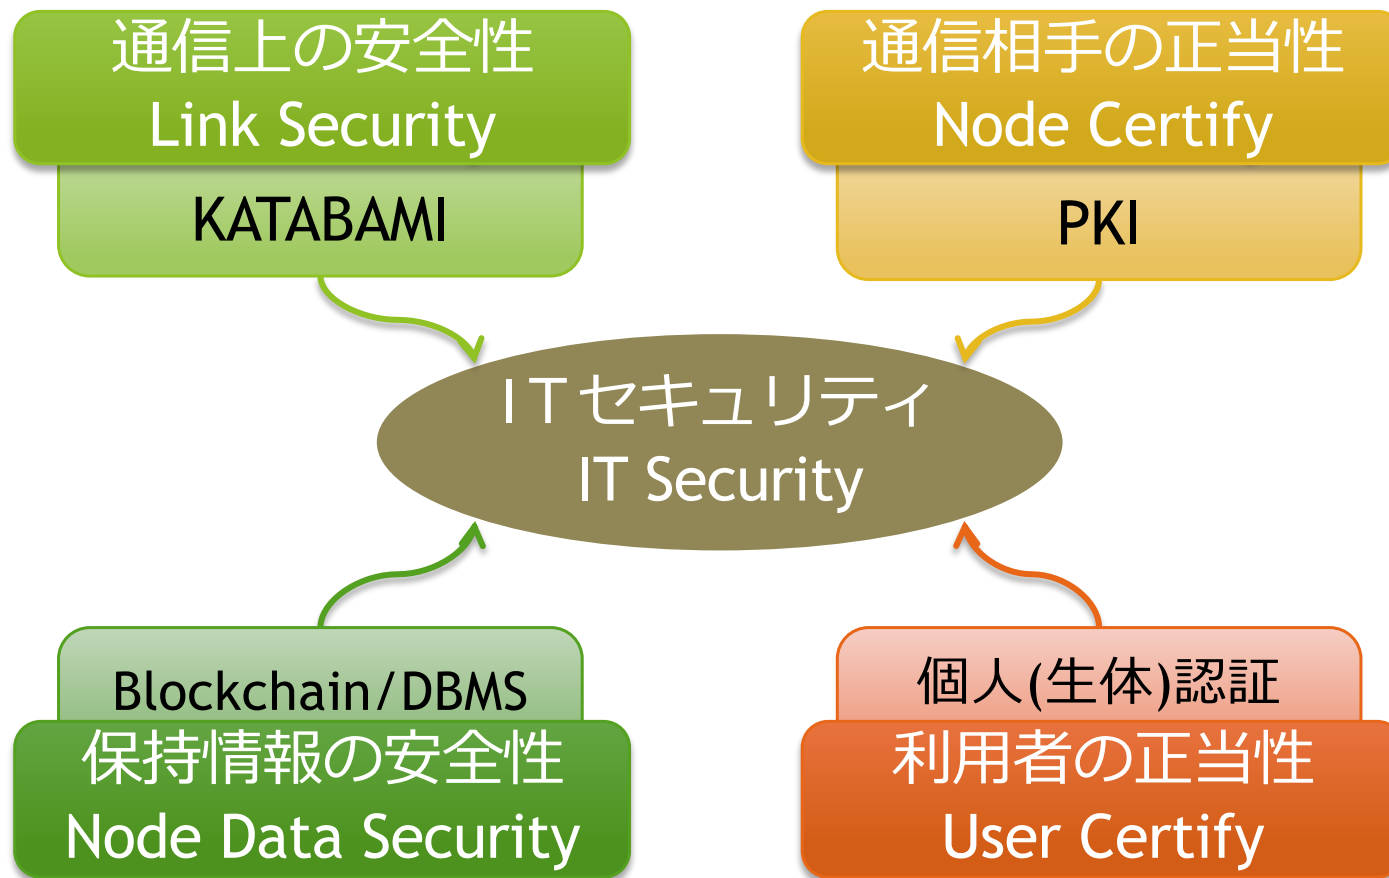 通信上の安全性
Link Security
KATABAMI
通信相手の正当性
Node Certify
PKI
ITセキュリティ
IT Security
Blockchain/DBMS
保持情報の安全性
Node Data Security
個人(生体)認証
利用者の正当性
User Certify